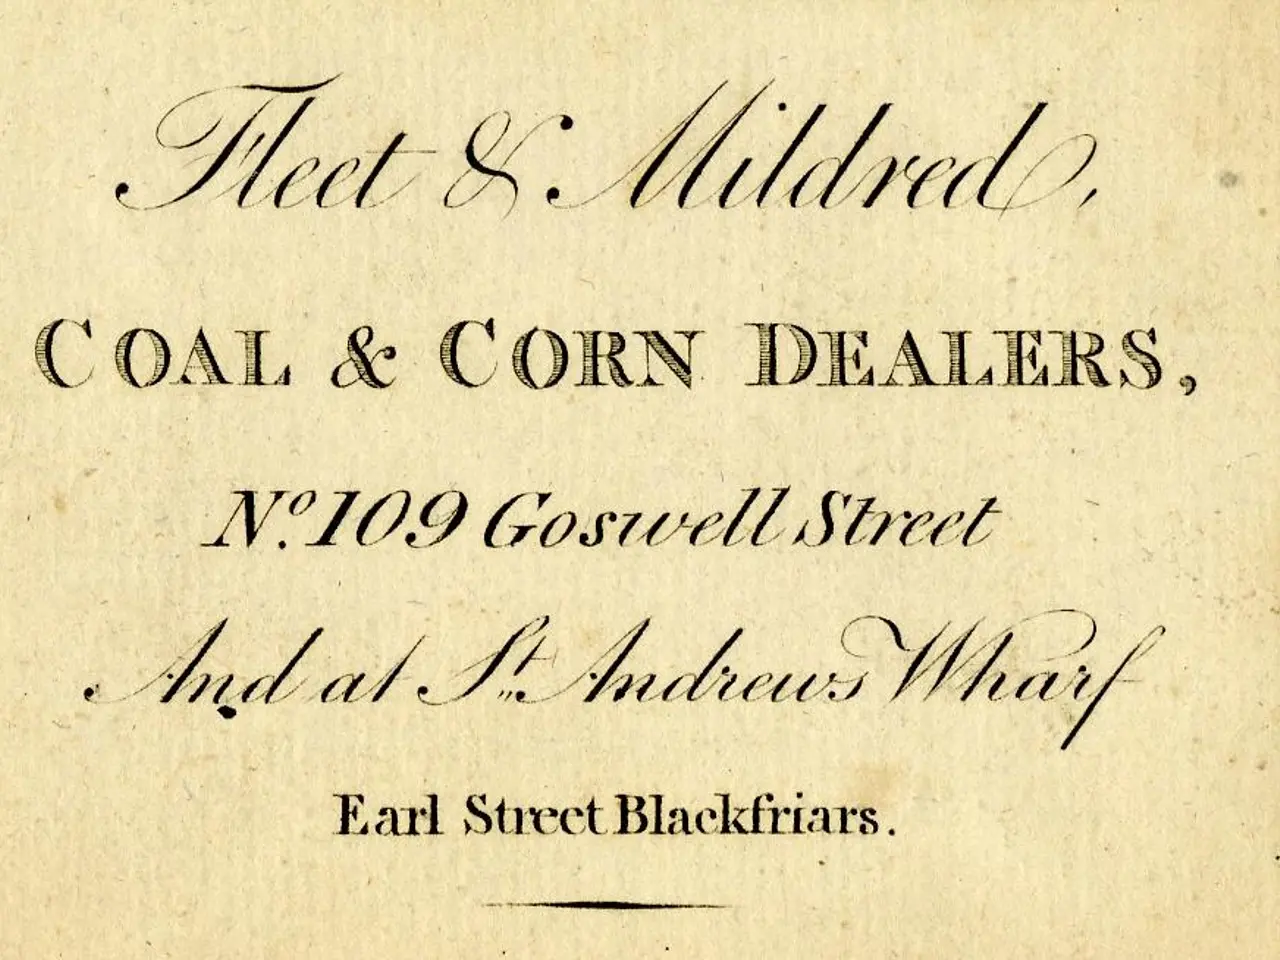 Fleet & Mildred,
COAL & CORN DEALERS,
No. 109 Goswell Street
And at St. Andrews Wharf
Earl Street Blackfriars.